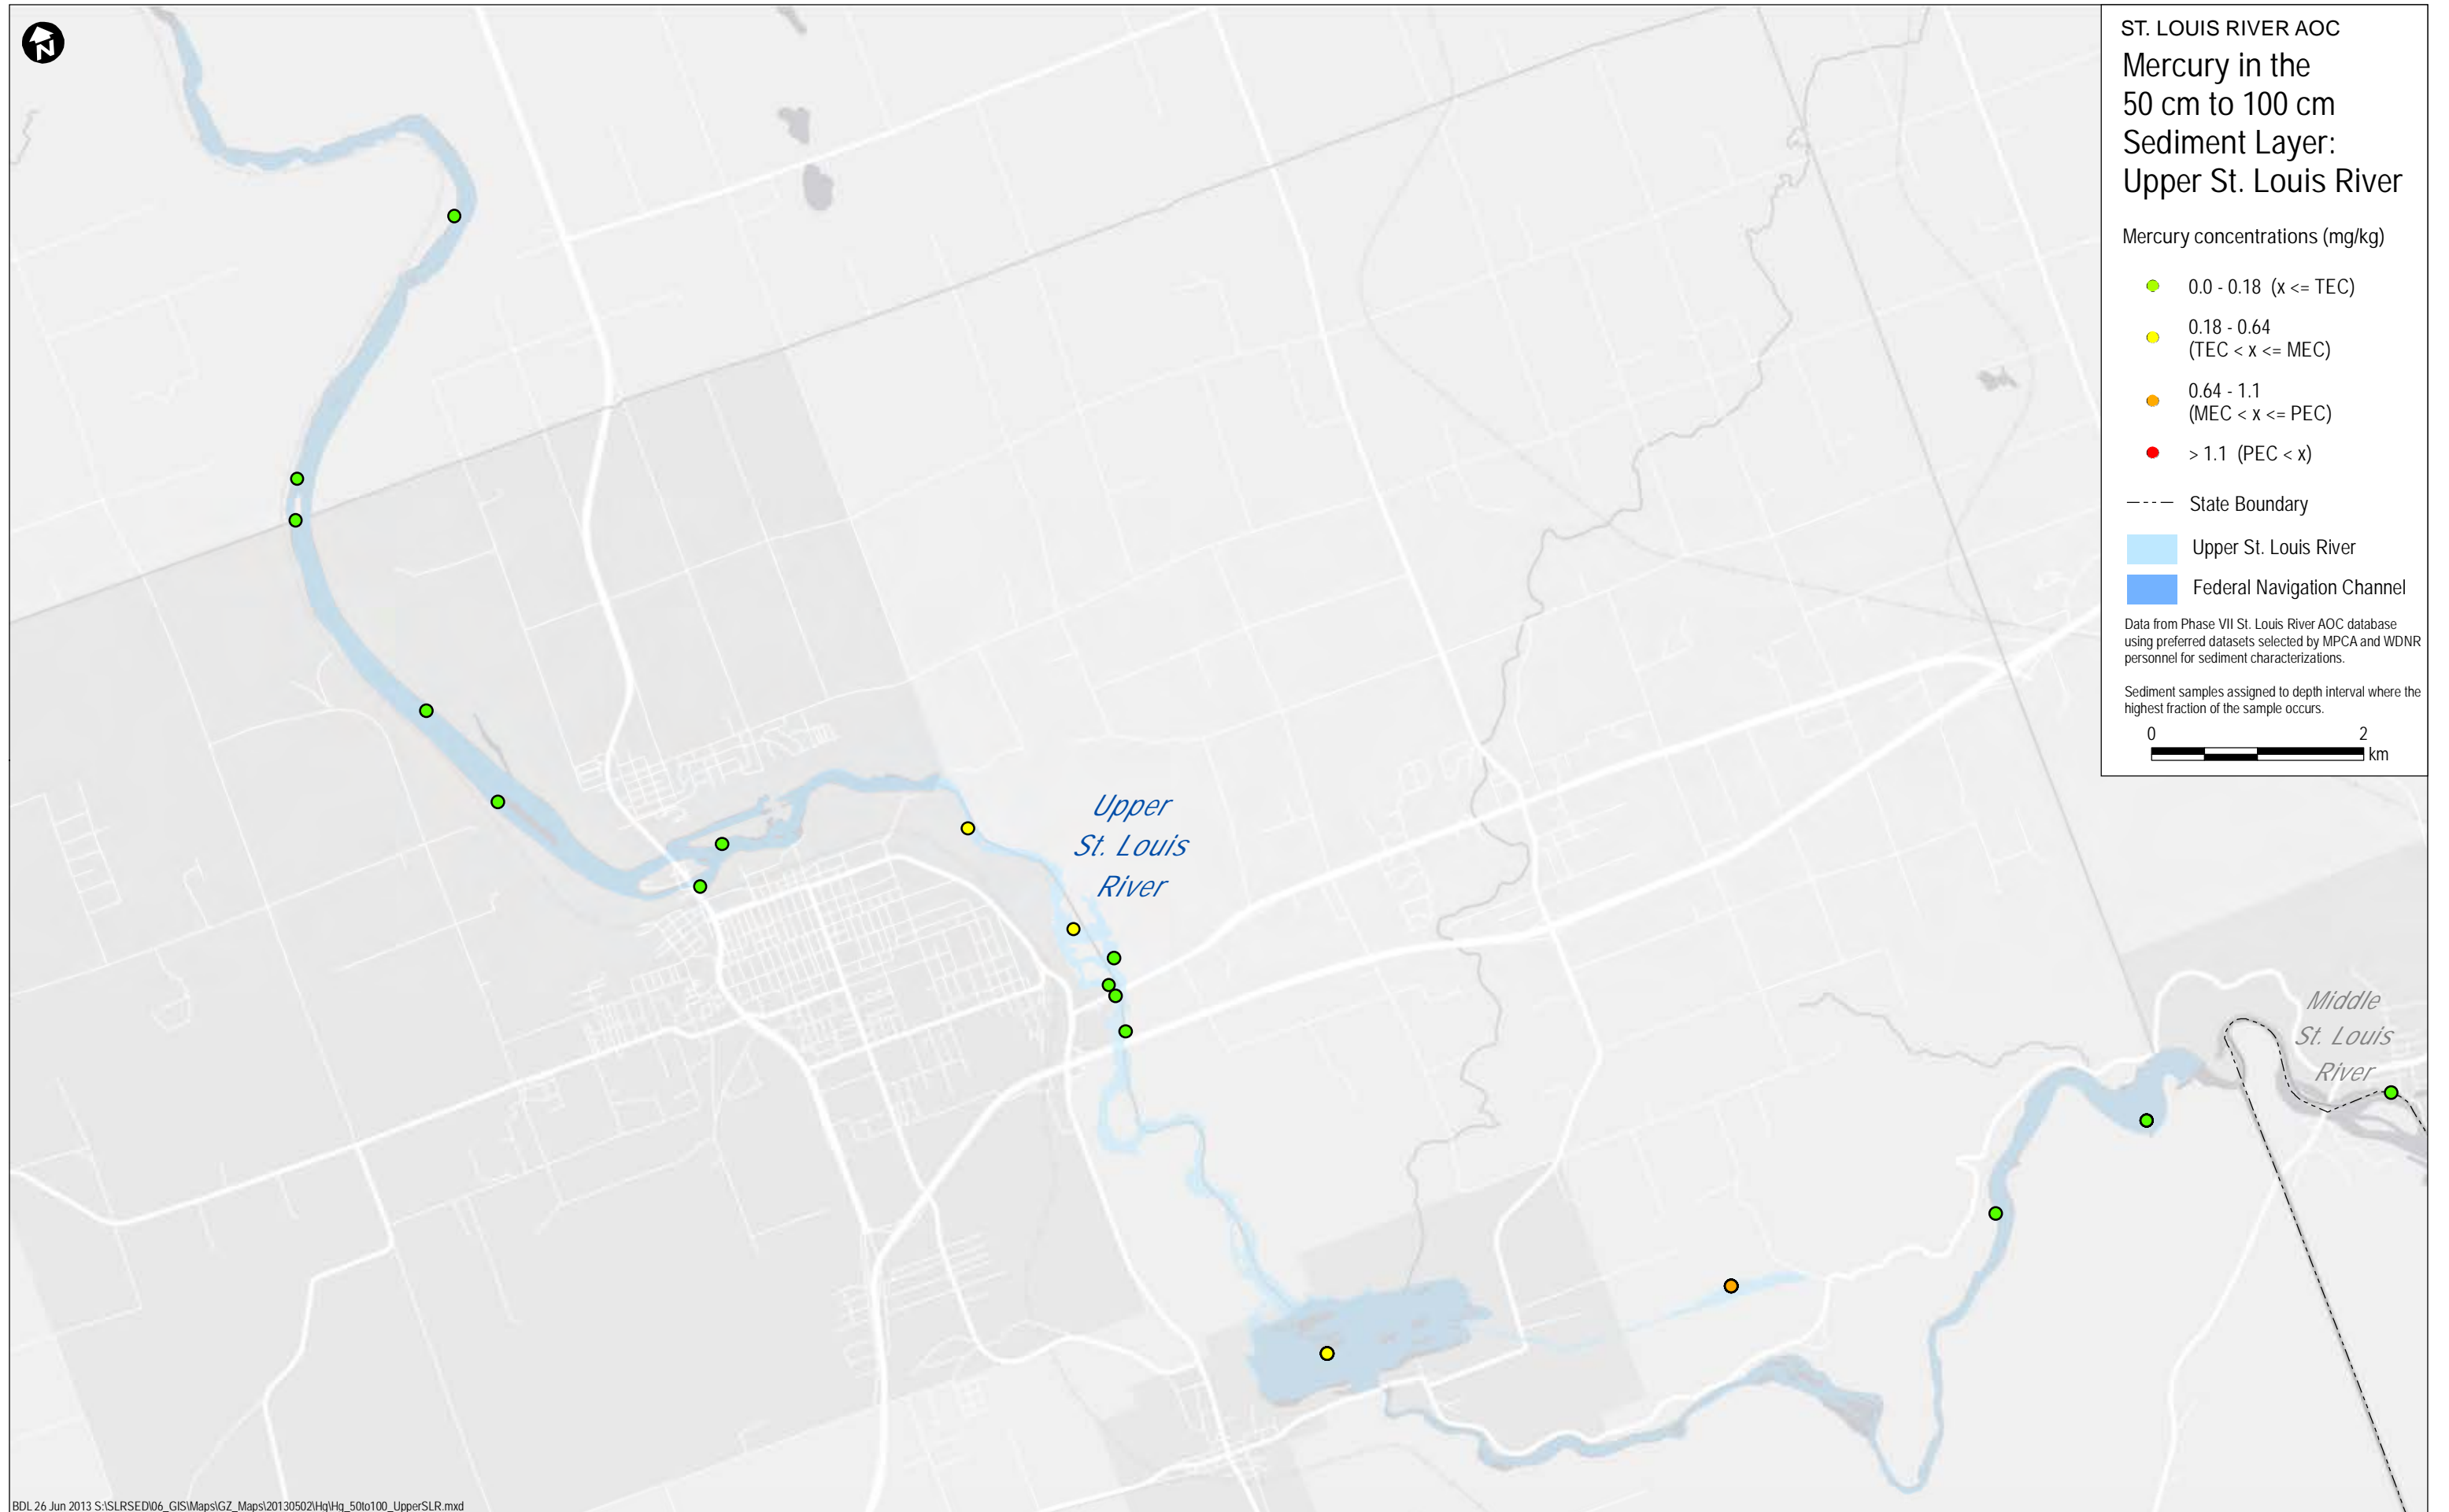 N
ST. LOUIS RIVER AOC
Mercury in the
50 cm to 100 cm
Sediment Layer:
Upper St. Louis River
Mercury concentrations (mg/kg)
0.0 - 0.18 (x <= TEC)
0.18 - 0.64
(TEC < x <= MEC)
0.64 - 1.1
(MEC < x <= PEC)
> 1.1 (PEC < x)
State Boundary
Upper St. Louis River
Federal Navigation Channel
Data from Phase VII St. Louis River AOC database
using preferred datasets selected by MPCA and WDNR
personnel for sediment characterizations.
Sediment samples assigned to depth interval where the
highest fraction of the sample occurs.
0 2
km
Upper
St. Louis
River
Middle
St. Louis
River
BDL 26 Jun 2013 S:\SLRSED\06_GIS\Maps\GZ_Maps\20130502\Hg\Hg_50to100_UpperSLR.mxd